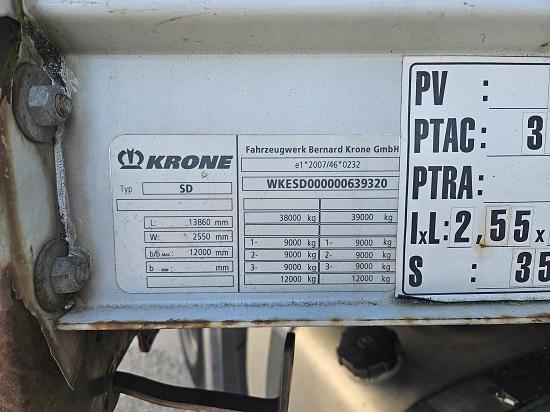 KRONE
Fahrzeugwerk Bernard Krone GmbH
e1*2007/46*0232
Typ SD
WKESD000000639320
L: 13860 mm
W: 2550 mm
b/b MAX: 12000 mm
b MIN: mm
38000 kg 39000 kg
1- 9000 kg 1- 9000 kg
2- 9000 kg 2- 9000 kg
3- 9000 kg 3- 9000 kg
12000 kg 12000 kg
PV :
PTAC: 3
PTRA:
IxL: 2,55 x
S : 35